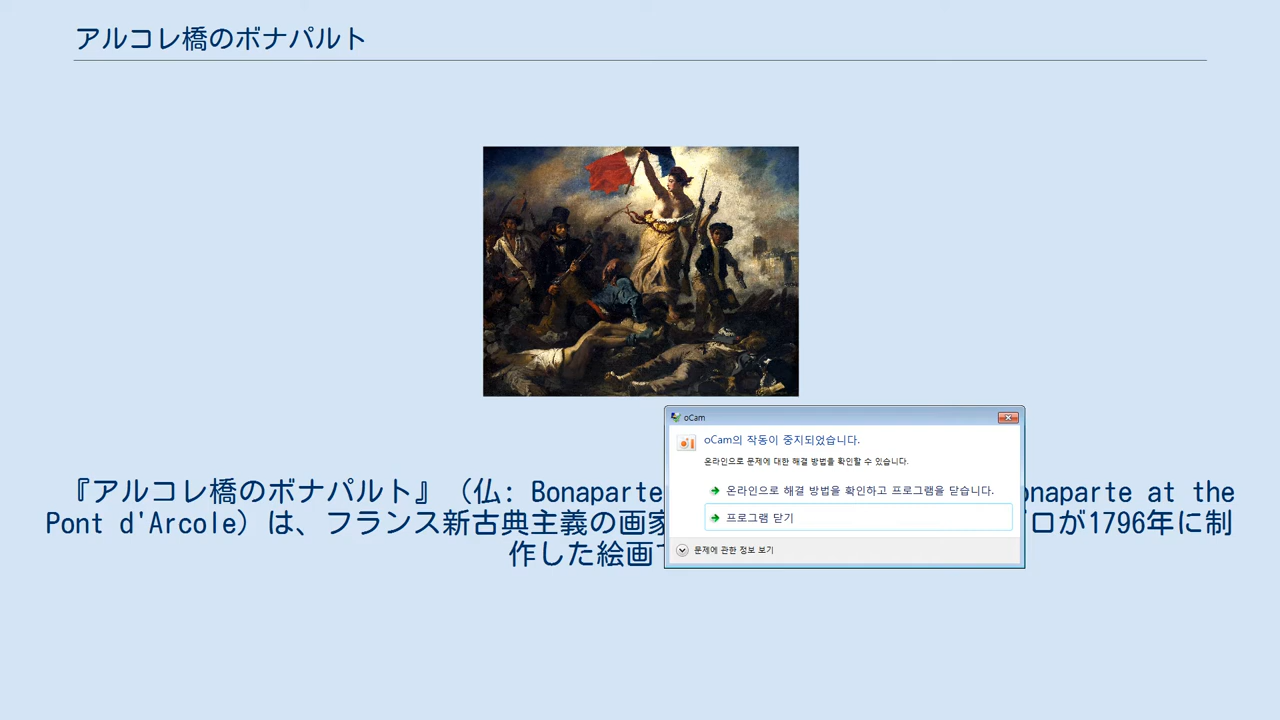 アルコレ橋のボナパルト
oCam
oCam의 작동이 중지되었습니다.
온라인으로 문제에 대한 해결 방법을 확인할 수 있습니다.
온라인으로 해결 방법을 확인하고 프로그램을 닫습니다.
프로그램 닫기
문제에 관한 정보 보기
『アルコレ橋のボナパルト』（仏: Bonaparte onaparte at the
Pont d'Arcole）は、フランス新古典主義の画家 ロが1796年に制
作した絵画